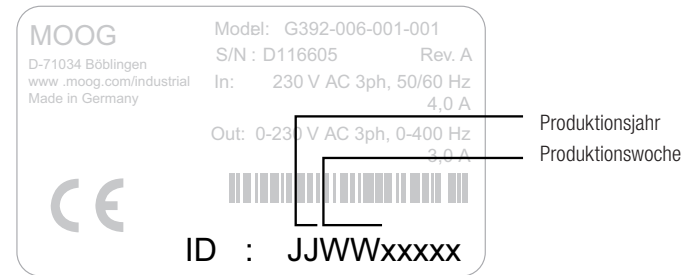 MOOG
D-71034 Böblingen
www .moog.com/industrial
Made in Germany
Model: G392-006-001-001
S/N : D116605 Rev. A
In: 230 V AC 3ph, 50/60 Hz
4,0 A
Out: 0-230 V AC 3ph, 0-400 Hz
3,0 A
CE
ID : JJWWxxxxx
Produktionsjahr
Produktionswoche